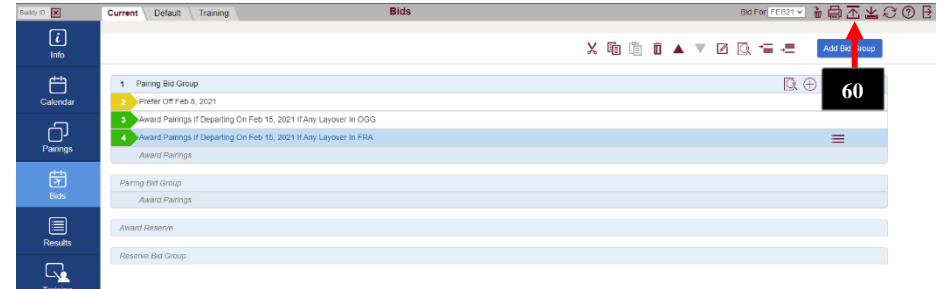 Buddy ID: X Current Default Training Bids Bid For FEB21
i
Info
Add Bid Group
Calendar
1 Pairing Bid Group
60
2 Prefer Off Feb 8, 2021
3 Award Pairings If Departing On Feb 15, 2021 If Any Layover In OGG
4 Award Pairings If Departing On Feb 15, 2021 If Any Layover In FRA
Pairings
Award Pairings
Pairing Bid Group
Bids
Award Pairings
Award Reserve
Results
Reserve Bid Group